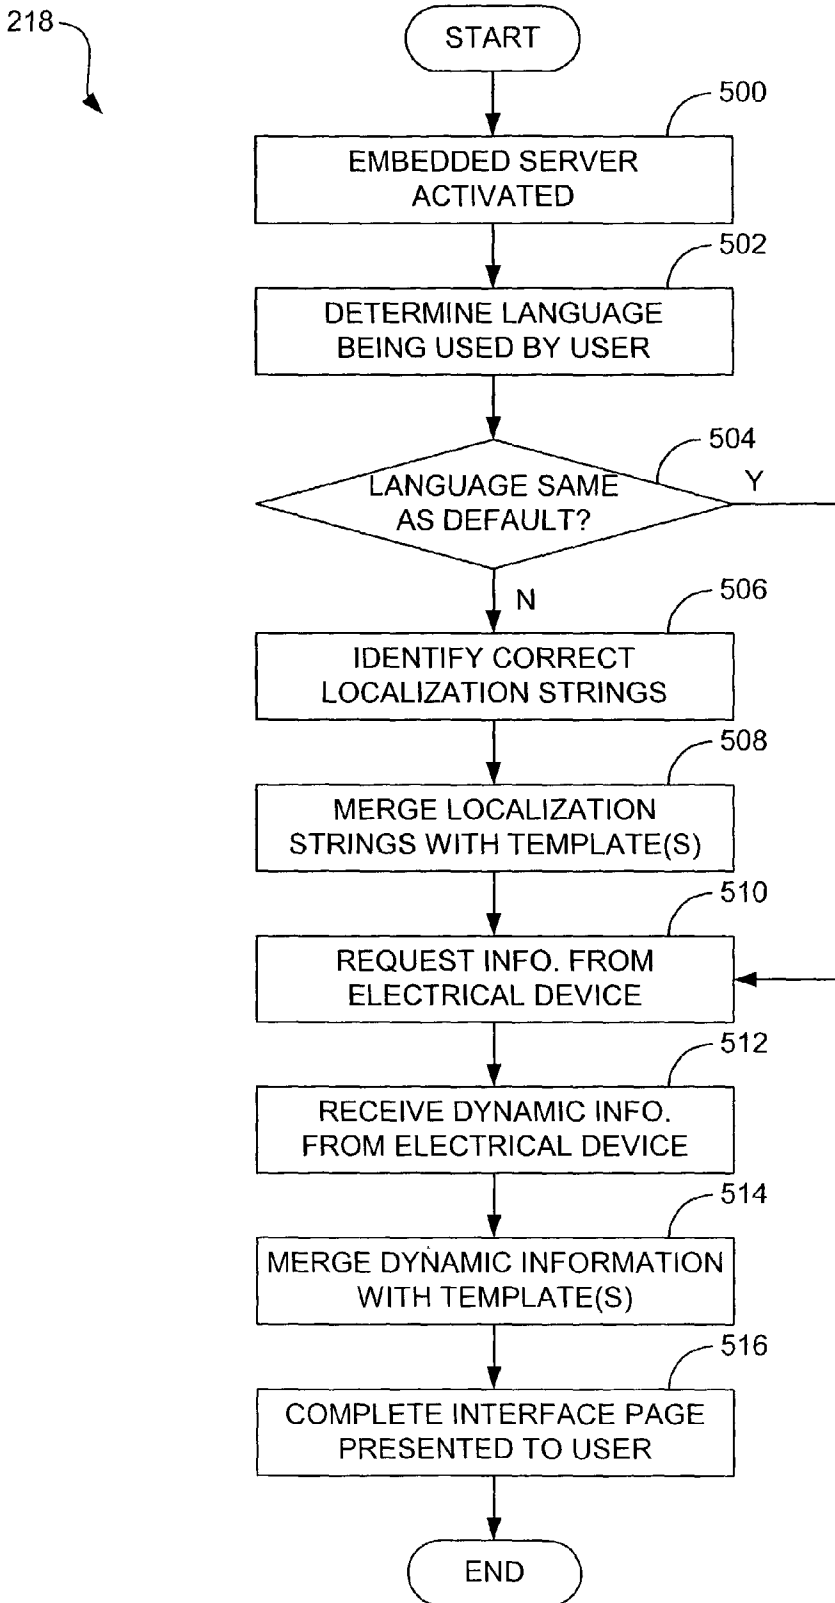 218
START
500
EMBEDDED SERVER
ACTIVATED
502
DETERMINE LANGUAGE
BEING USED BY USER
504
LANGUAGE SAME
AS DEFAULT?
Y
N
506
IDENTIFY CORRECT
LOCALIZATION STRINGS
508
MERGE LOCALIZATION
STRINGS WITH TEMPLATE(S)
510
REQUEST INFO. FROM
ELECTRICAL DEVICE
512
RECEIVE DYNAMIC INFO.
FROM ELECTRICAL DEVICE
514
MERGE DYNAMIC INFORMATION
WITH TEMPLATE(S)
516
COMPLETE INTERFACE PAGE
PRESENTED TO USER
END